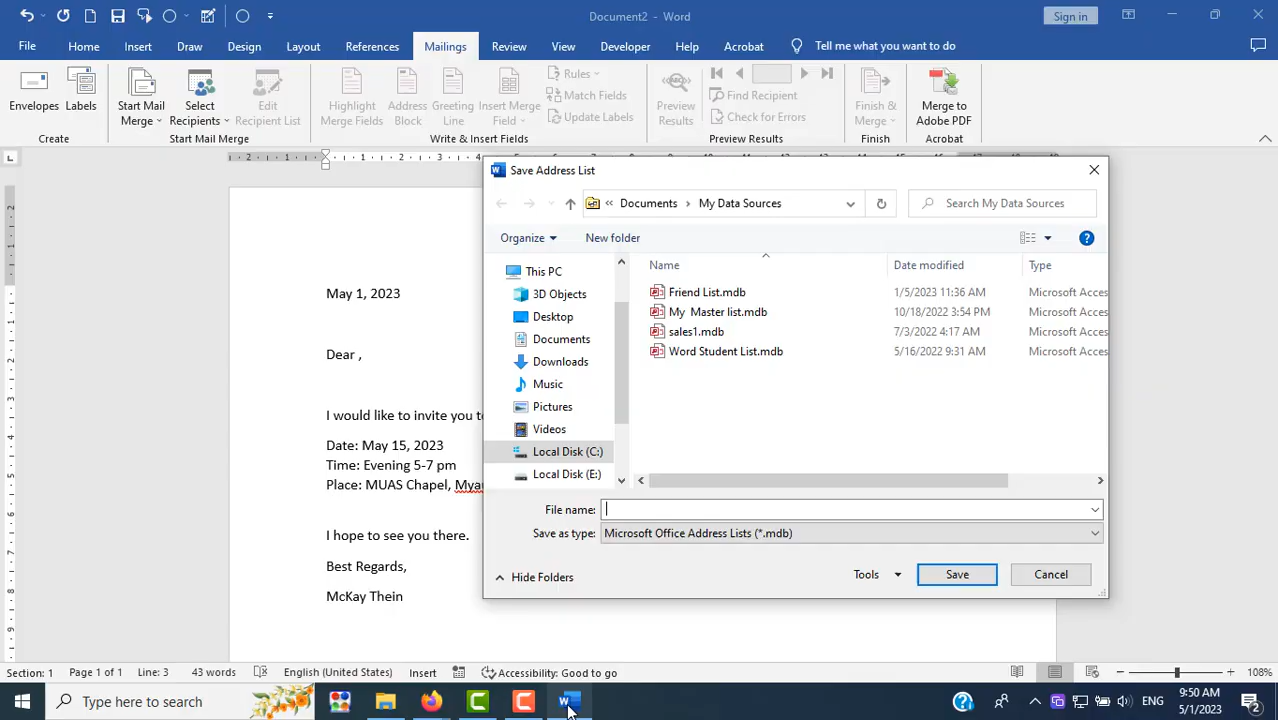 Document2 - Word
Sign in
File Home Insert Draw Design Layout References Mailings Review View Developer Help Acrobat Tell me what you want to do
Envelopes
Labels
Create
Start Mail Merge
Select Recipients
Edit Recipient List
Start Mail Merge
Highlight Merge Fields
Address Block
Greeting Line
Insert Merge Field
Rules
Match Fields
Update Labels
Write & Insert Fields
Preview Results
Find Recipient
Check for Errors
Preview Results
Finish & Merge
Finish
Merge to Adobe PDF
Acrobat
May 1, 2023
Dear ,
I would like to invite you to
Date: May 15, 2023
Time: Evening 5-7 pm
Place: MUAS Chapel, Mya
I hope to see you there.
Best Regards,
McKay Thein
Save Address List
« Documents › My Data Sources
Search My Data Sources
Organize New folder
This PC
3D Objects
Desktop
Documents
Downloads
Music
Pictures
Videos
Local Disk (C:)
Local Disk (E:)
Name Date modified Type
Friend List.mdb 1/5/2023 11:36 AM Microsoft Acces
My Master list.mdb 10/18/2022 3:54 PM Microsoft Acces
sales1.mdb 7/3/2022 4:17 AM Microsoft Acces
Word Student List.mdb 5/16/2022 9:31 AM Microsoft Acces
File name:
Save as type: Microsoft Office Address Lists (*.mdb)
Hide Folders Tools Save Cancel
Section: 1 Page 1 of 1 Line: 3 43 words English (United States) Insert Accessibility: Good to go 108%
Type here to search
ENG
9:50 AM
5/1/2023
2